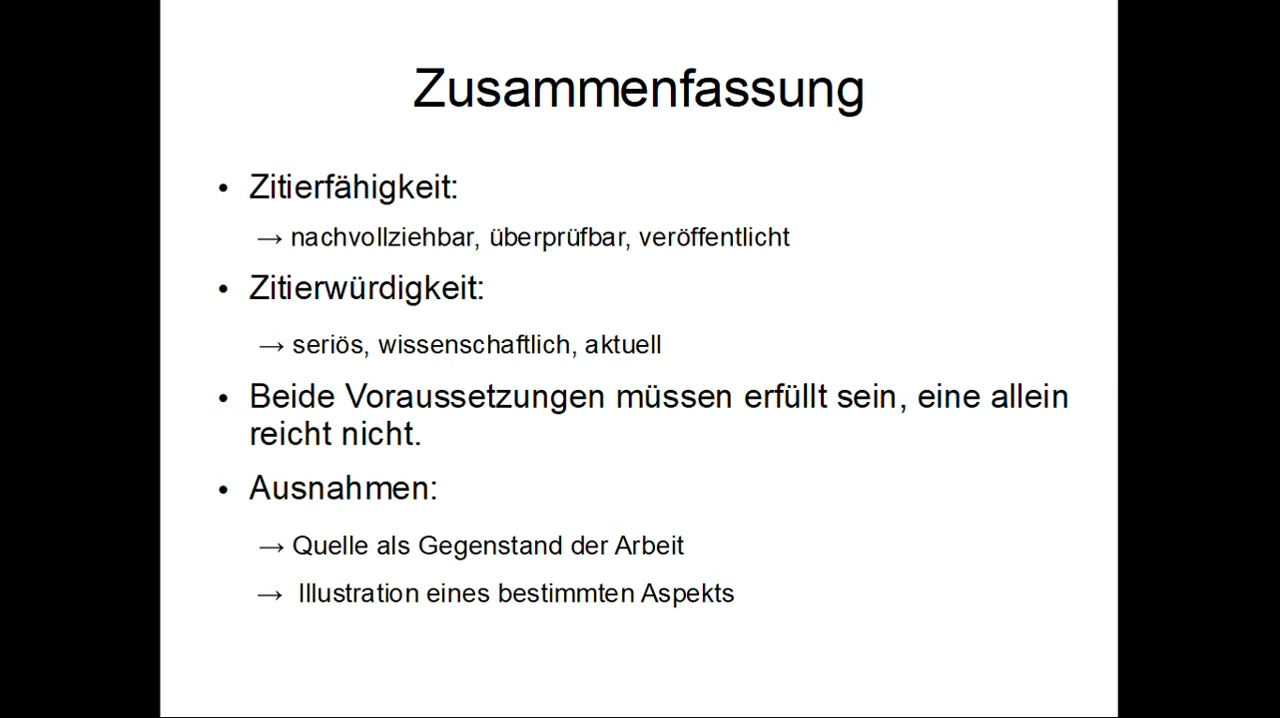 Zusammenfassung
• Zitierfähigkeit:
→ nachvollziehbar, überprüfbar, veröffentlicht
• Zitierwürdigkeit:
→ seriös, wissenschaftlich, aktuell
• Beide Voraussetzungen müssen erfüllt sein, eine allein
reicht nicht.
• Ausnahmen:
→ Quelle als Gegenstand der Arbeit
→ Illustration eines bestimmten Aspekts